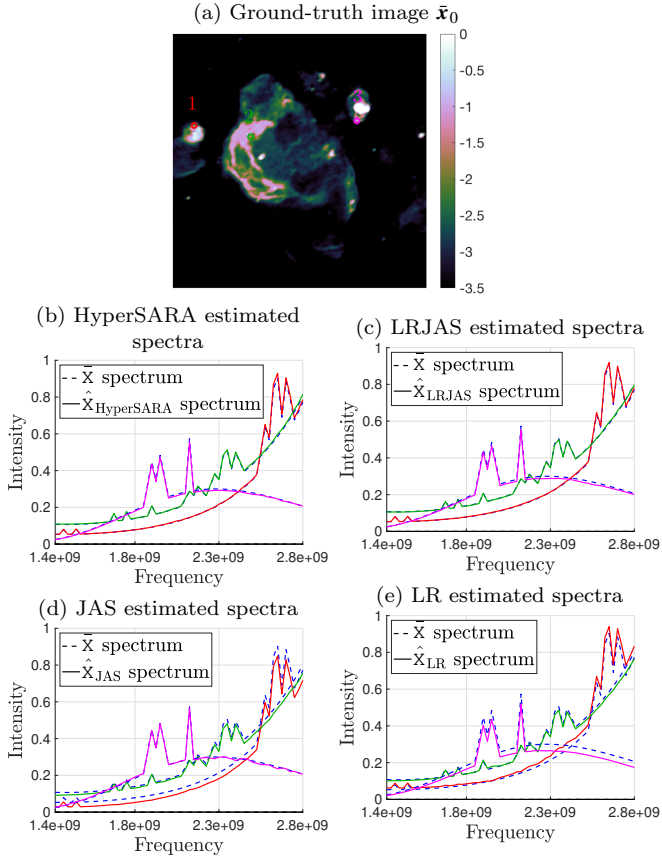 (a) Ground-truth image x̄₀
0
-0.5
-1
-1.5
-2
-2.5
-3
-3.5
1
2
3
(b) HyperSARA estimated
spectra
1
0.8
0.6
0.4
0.2
0
Intensity
X̄ spectrum
X̂HyperSARA spectrum
1.4e+09 1.8e+09 2.3e+09 2.8e+09
Frequency
(c) LRJAS estimated spectra
1
0.8
0.6
0.4
0.2
0
Intensity
X̄ spectrum
X̂LRJAS spectrum
1.4e+09 1.8e+09 2.3e+09 2.8e+09
Frequency
(d) JAS estimated spectra
1
0.8
0.6
0.4
0.2
0
Intensity
X̄ spectrum
X̂JAS spectrum
1.4e+09 1.8e+09 2.3e+09 2.8e+09
Frequency
(e) LR estimated spectra
1
0.8
0.6
0.4
0.2
0
Intensity
X̄ spectrum
X̂LR spectrum
1.4e+09 1.8e+09 2.3e+09 2.8e+09
Frequency